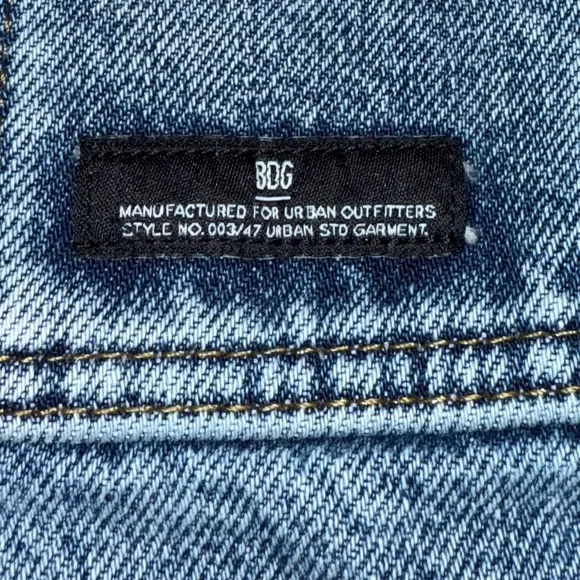 BDG
MANUFACTURED FOR URBAN OUTFITTERS
STYLE NO. 003/47 URBAN STD GARMENT.